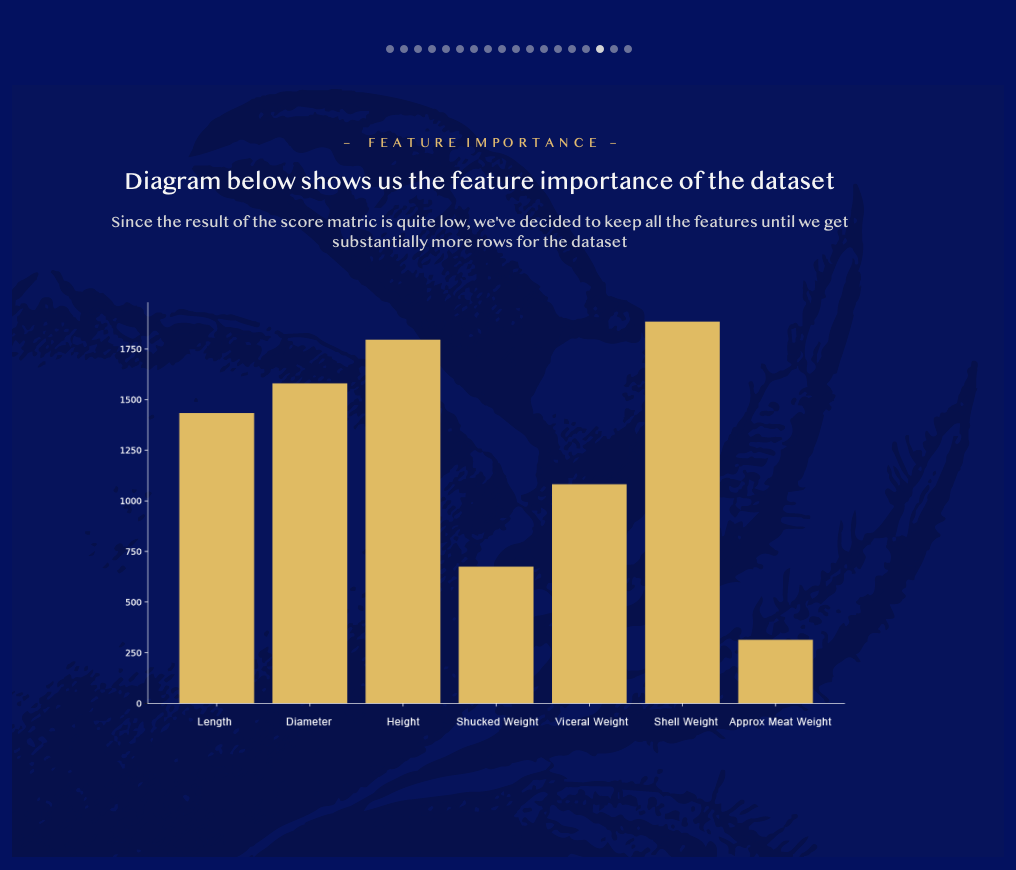 – FEATURE IMPORTANCE –
Diagram below shows us the feature importance of the dataset
Since the result of the score matric is quite low, we've decided to keep all the features until we get
substantially more rows for the dataset
1750
1500
1250
1000
750
500
250
0
Length Diameter Height Shucked Weight Viceral Weight Shell Weight Approx Meat Weight